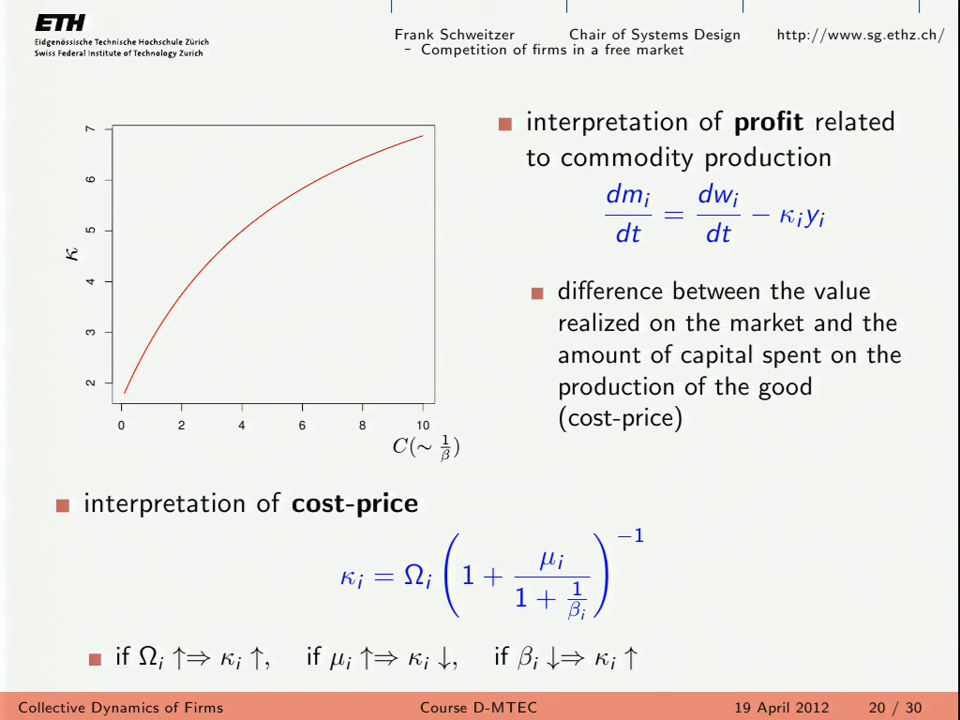 ETH
Eidgenössische Technische Hochschule Zürich
Swiss Federal Institute of Technology Zurich
Frank Schweitzer Chair of Systems Design http://www.sg.ethz.ch/
- Competition of firms in a free market
κ
7
6
5
4
3
2
0 2 4 6 8 10
C(∼ 1/β)
interpretation of profit related
to commodity production
dm_i/dt = dw_i/dt − κ_i y_i
difference between the value
realized on the market and the
amount of capital spent on the
production of the good
(cost-price)
interpretation of cost-price
κ_i = Ω_i (1 + μ_i/(1 + 1/β_i))^−1
if Ω_i ↑⇒ κ_i ↑, if μ_i ↑⇒ κ_i ↓, if β_i ↓⇒ κ_i ↑
Collective Dynamics of Firms Course D-MTEC 19 April 2012 20 / 30